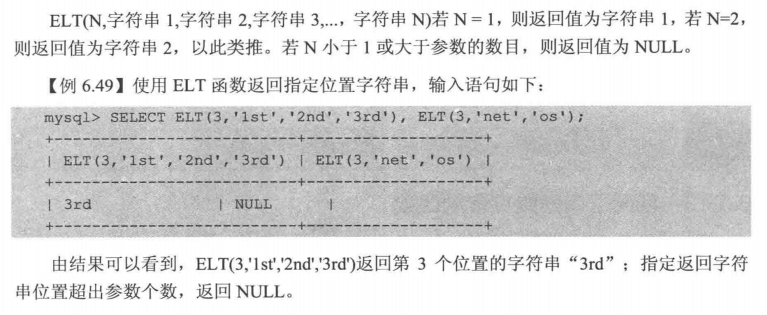 ELT(N,字符串 1,字符串 2,字符串 3,...，字符串 N)若 N = 1，则返回值为字符串 1，若 N=2，
则返回值为字符串 2，以此类推。若 N 小于 1 或大于参数的数目，则返回值为 NULL。
【例 6.49】使用 ELT 函数返回指定位置字符串，输入语句如下：
mysql> SELECT ELT(3,'1st','2nd','3rd'), ELT(3,'net','os');
+--------------------------+-------------------+
| ELT(3,'1st','2nd','3rd') | ELT(3,'net','os') |
+--------------------------+-------------------+
| 3rd | NULL |
+--------------------------+-------------------+
由结果可以看到，ELT(3,'1st','2nd','3rd')返回第 3 个位置的字符串“3rd”；指定返回字符
串位置超出参数个数，返回 NULL。